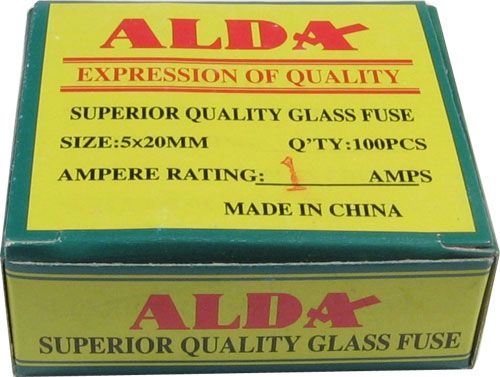 ALDA
EXPRESSION OF QUALITY
SUPERIOR QUALITY GLASS FUSE
SIZE:5x20MM Q'TY:100PCS
AMPERE RATING: 1 AMPS
MADE IN CHINA
ALDA
SUPERIOR QUALITY GLASS FUSE